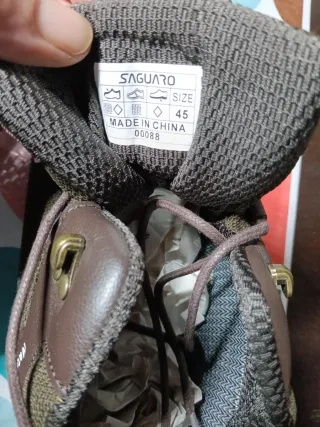 SAGUARO
SIZE
45
MADE IN CHINA
00088